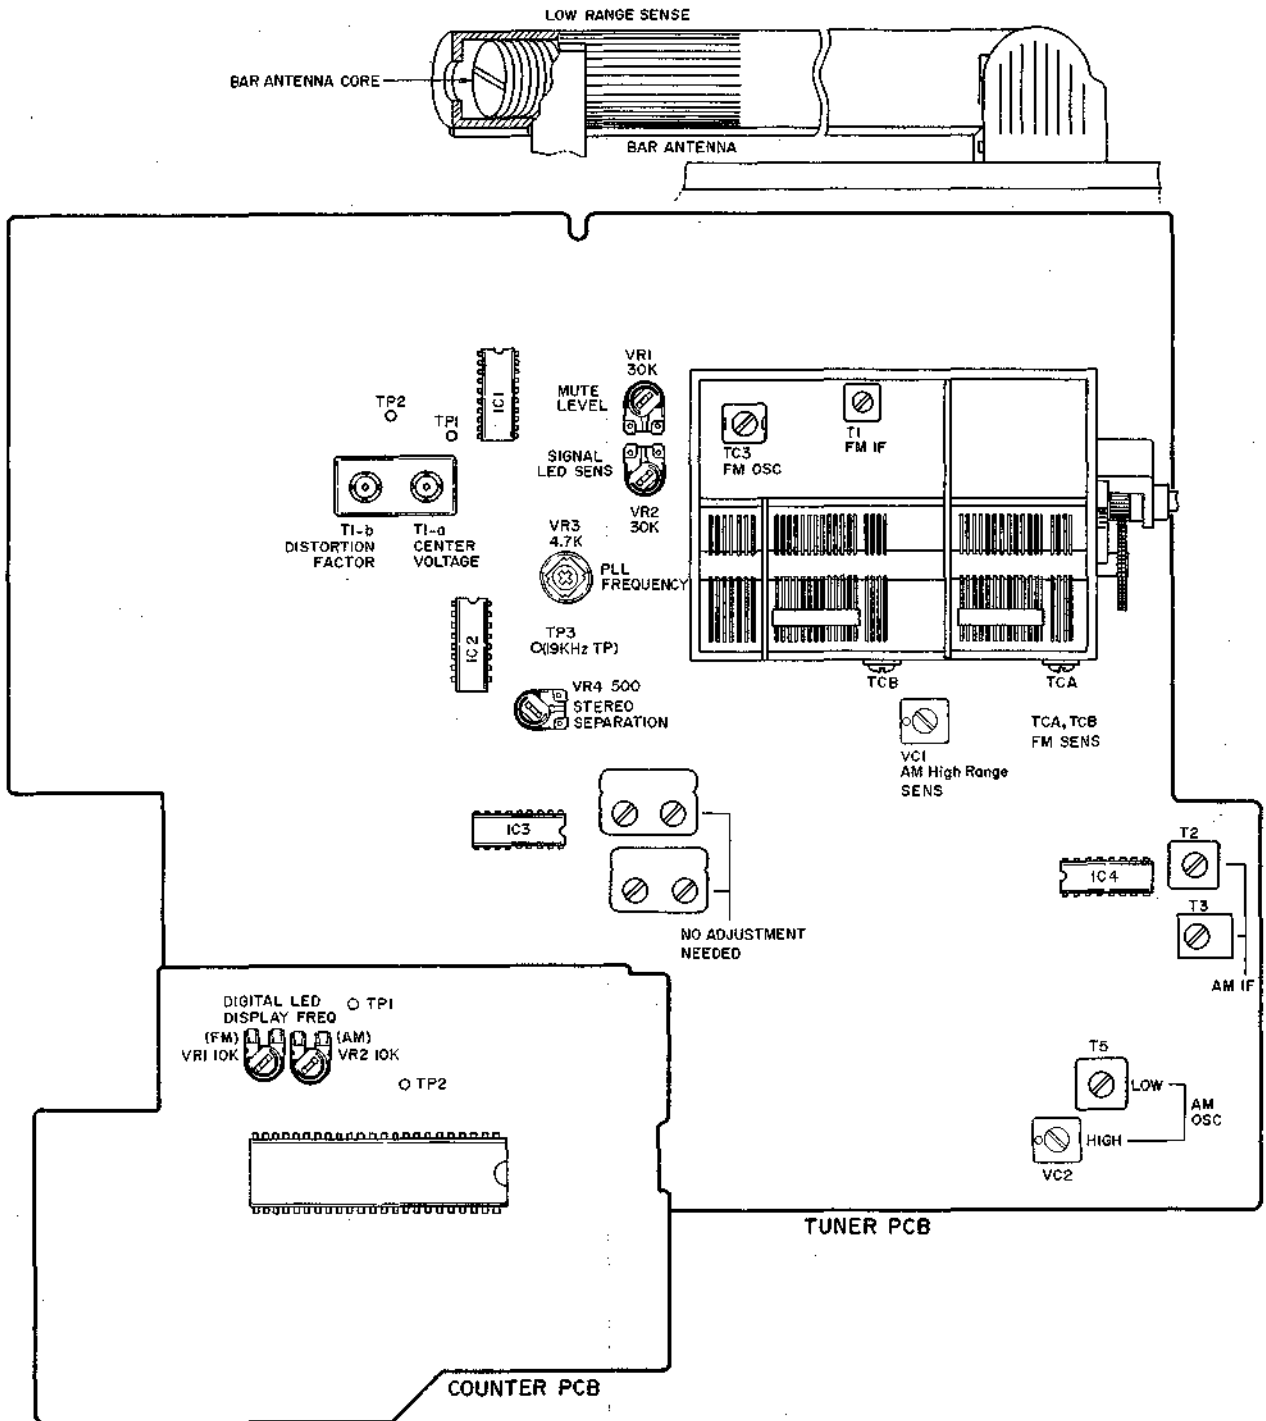 LOW RANGE SENSE
BAR ANTENNA CORE
BAR ANTENNA
VR1
30K
MUTE
LEVEL
IC1
TP2
TP1
SIGNAL
LED SENS
VR2
30K
TC3
FM OSC
T1
FM IF
T1-b
DISTORTION
FACTOR
T1-a
CENTER
VOLTAGE
VR3
4.7K
PLL
FREQUENCY
IC2
TP3
(19KHz TP)
VR4 500
STEREO
SEPARATION
TCB
TCA
TCA, TCB
FM SENS
VC1
AM High Range
SENS
IC3
NO ADJUSTMENT
NEEDED
IC4
T2
T3
AM IF
DIGITAL LED
DISPLAY FREQ
TP1
(FM)
VR1 10K
(AM)
VR2 10K
TP2
T5
LOW
AM
OSC
HIGH
VC2
TUNER PCB
COUNTER PCB